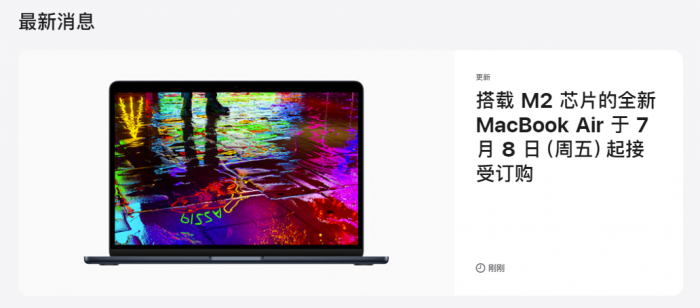 最新消息
更新
搭载 M2 芯片的全新
MacBook Air 于 7
月 8 日 (周五) 起接
受订购
PIZZA
刚刚